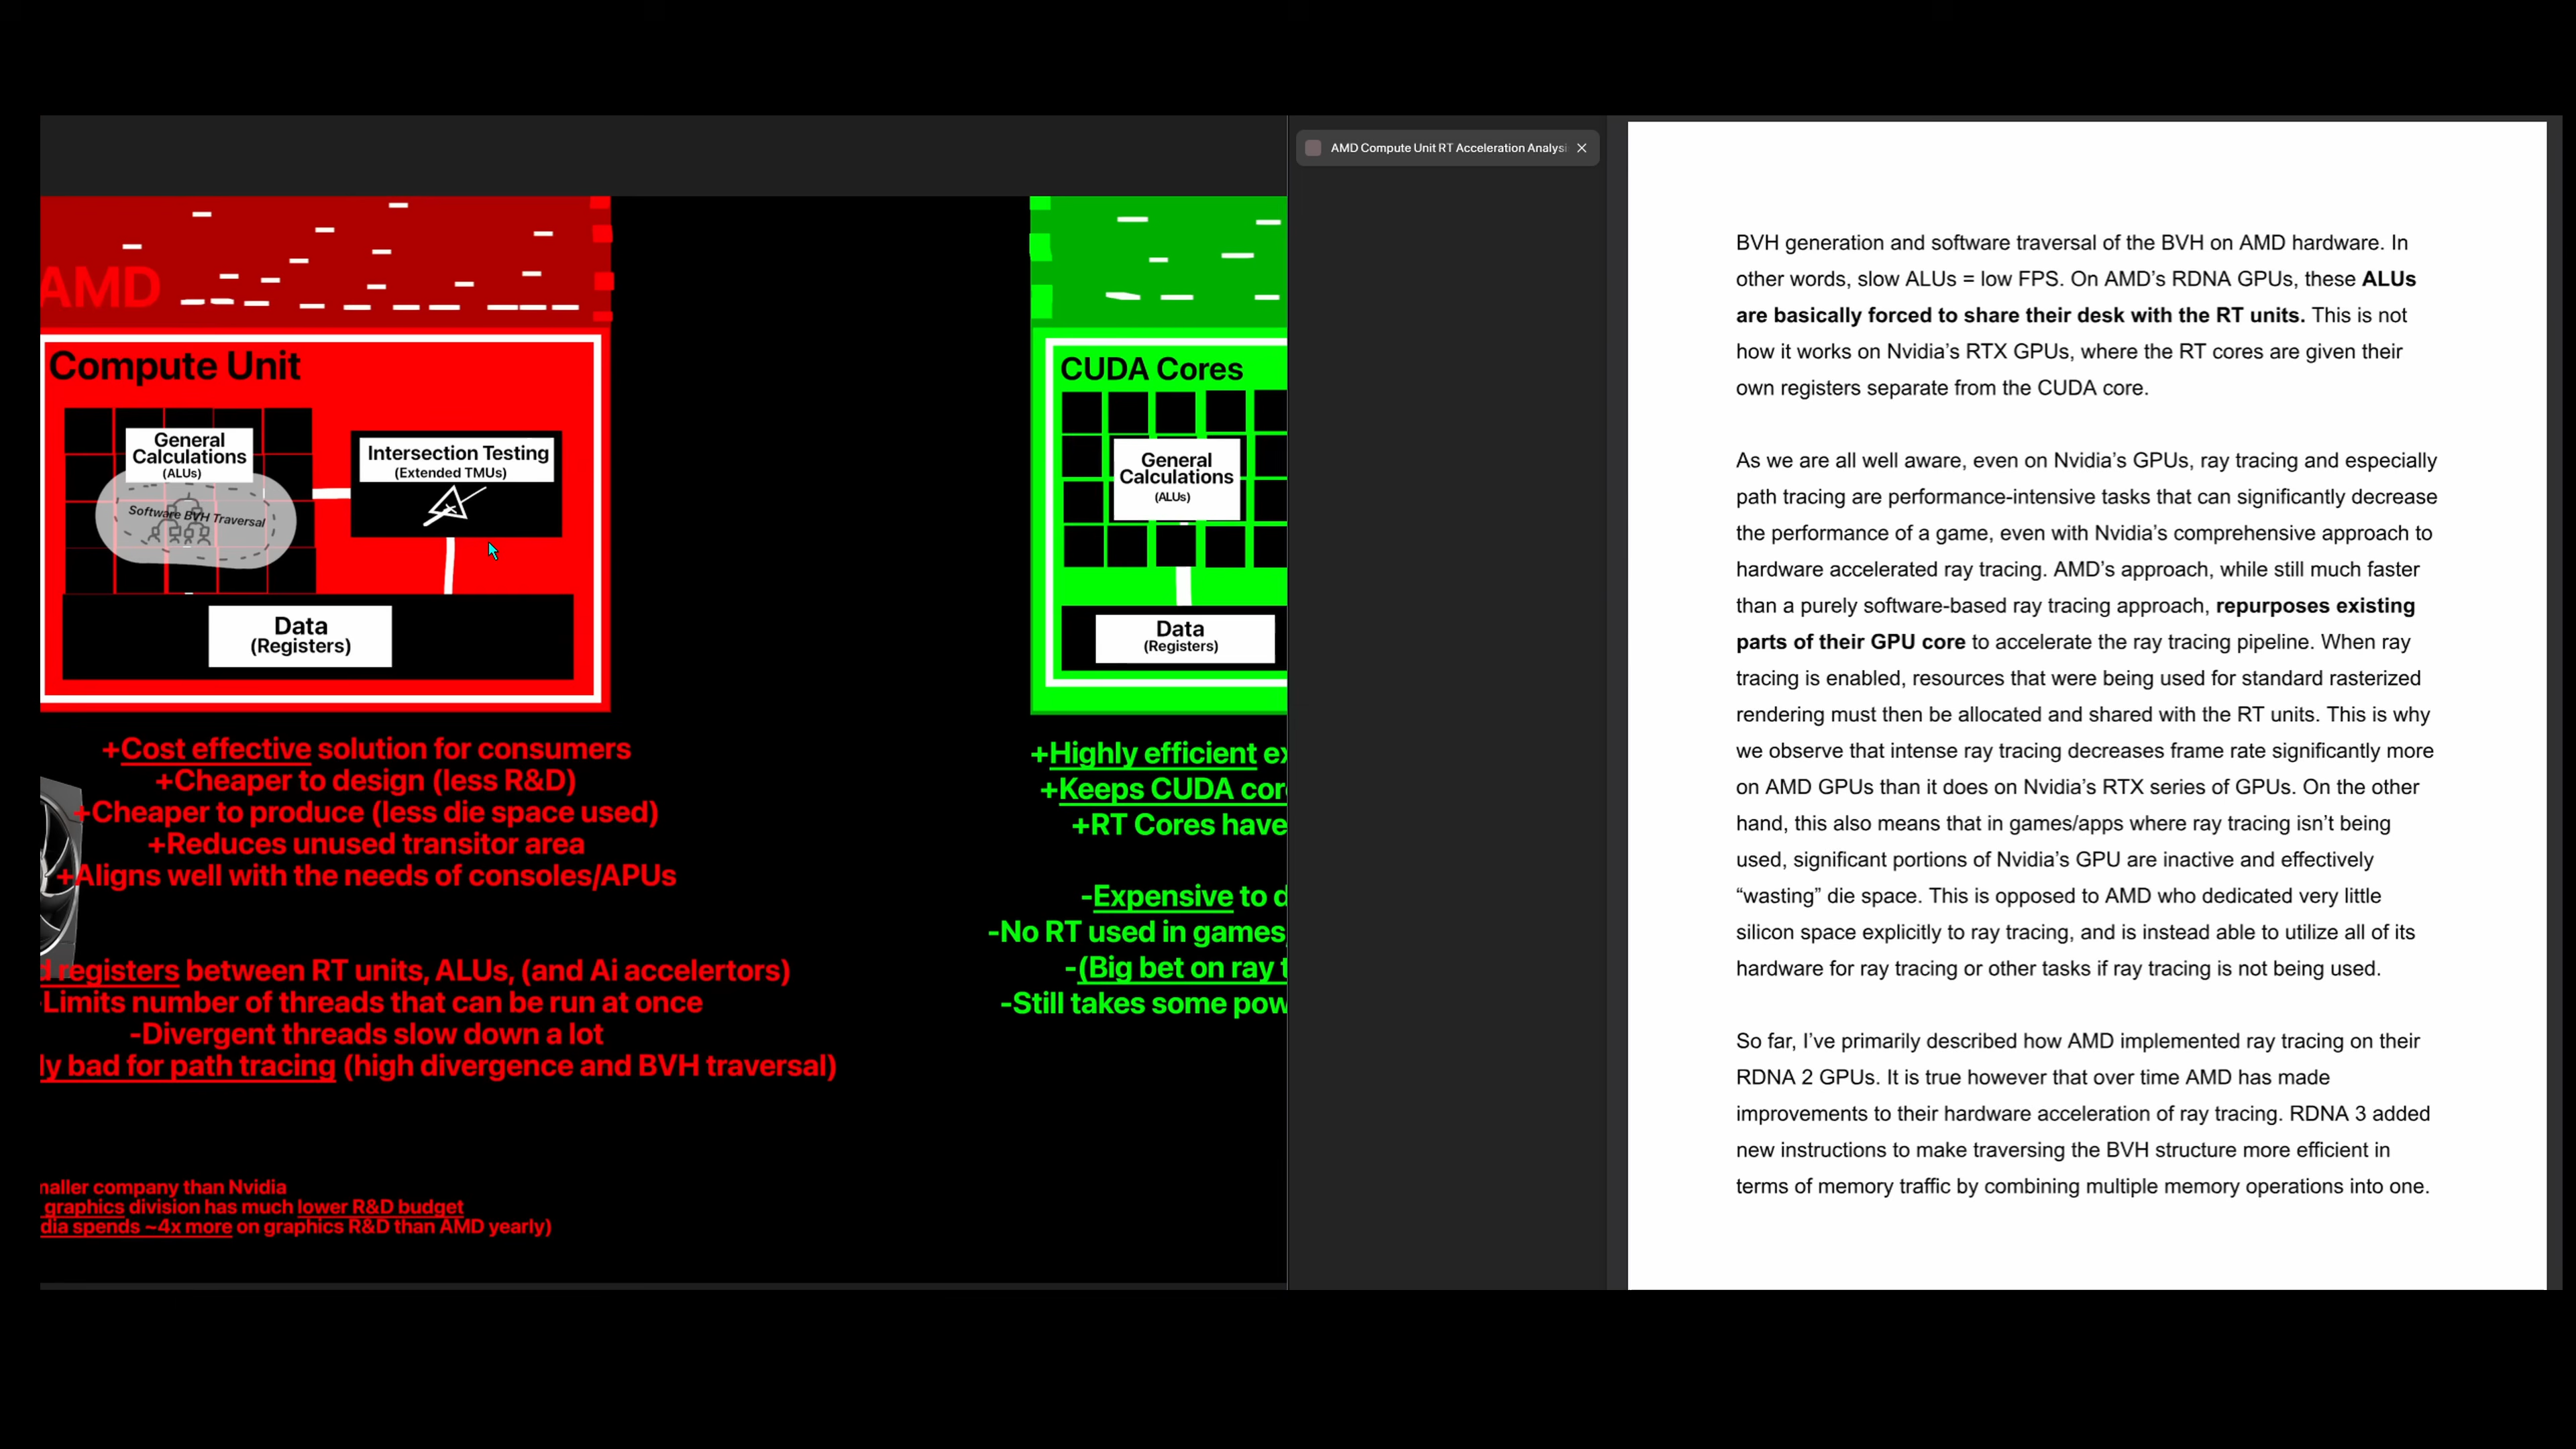 AMD
Compute Unit
General
Calculations
(ALUs)
Software BVH Traversal
Intersection Testing
(Extended TMUs)
Data
(Registers)
+Cost effective solution for consumers
+Cheaper to design (less R&D)
+Cheaper to produce (less die space used)
+Reduces unused transitor area
+Aligns well with the needs of consoles/APUs
registers between RT units, ALUs, (and Ai accelertors)
-Limits number of threads that can be run at once
-Divergent threads slow down a lot
bad for path tracing (high divergence and BVH traversal)
company than Nvidia
graphics division has much lower R&D budget
spends ~4x more on graphics R&D than AMD yearly)
CUDA Cores
General
Calculations
(ALUs)
Data
(Registers)
+Highly efficient
+Keeps CUDA
+RT Cores have
-Expensive to
-No RT used in games,
-(Big bet on ray
-Still takes some
AMD Compute Unit RT Acceleration
BVH generation and software traversal of the BVH on AMD hardware. In
other words, slow ALUs = low FPS. On AMD’s RDNA GPUs, these ALUs
are basically forced to share their desk with the RT units. This is not
how it works on Nvidia’s RTX GPUs, where the RT cores are given their
own registers separate from the CUDA core.
As we are all well aware, even on Nvidia’s GPUs, ray tracing and especially
path tracing are performance-intensive tasks that can significantly decrease
the performance of a game, even with Nvidia’s comprehensive approach to
hardware accelerated ray tracing. AMD’s approach, while still much faster
than a purely software-based ray tracing approach, repurposes existing
parts of their GPU core to accelerate the ray tracing pipeline. When ray
tracing is enabled, resources that were being used for standard rasterized
rendering must then be allocated and shared with the RT units. This is why
we observe that intense ray tracing decreases frame rate significantly more
on AMD GPUs than it does on Nvidia’s RTX series of GPUs. On the other
hand, this also means that in games/apps where ray tracing isn’t being
used, significant portions of Nvidia’s GPU are inactive and effectively
“wasting” die space. This is opposed to AMD who dedicated very little
silicon space explicitly to ray tracing, and is instead able to utilize all of its
hardware for ray tracing or other tasks if ray tracing is not being used.
So far, I’ve primarily described how AMD implemented ray tracing on their
RDNA 2 GPUs. It is true however that over time AMD has made
improvements to their hardware acceleration of ray tracing. RDNA 3 added
new instructions to make traversing the BVH structure more efficient in
terms of memory traffic by combining multiple memory operations into one.